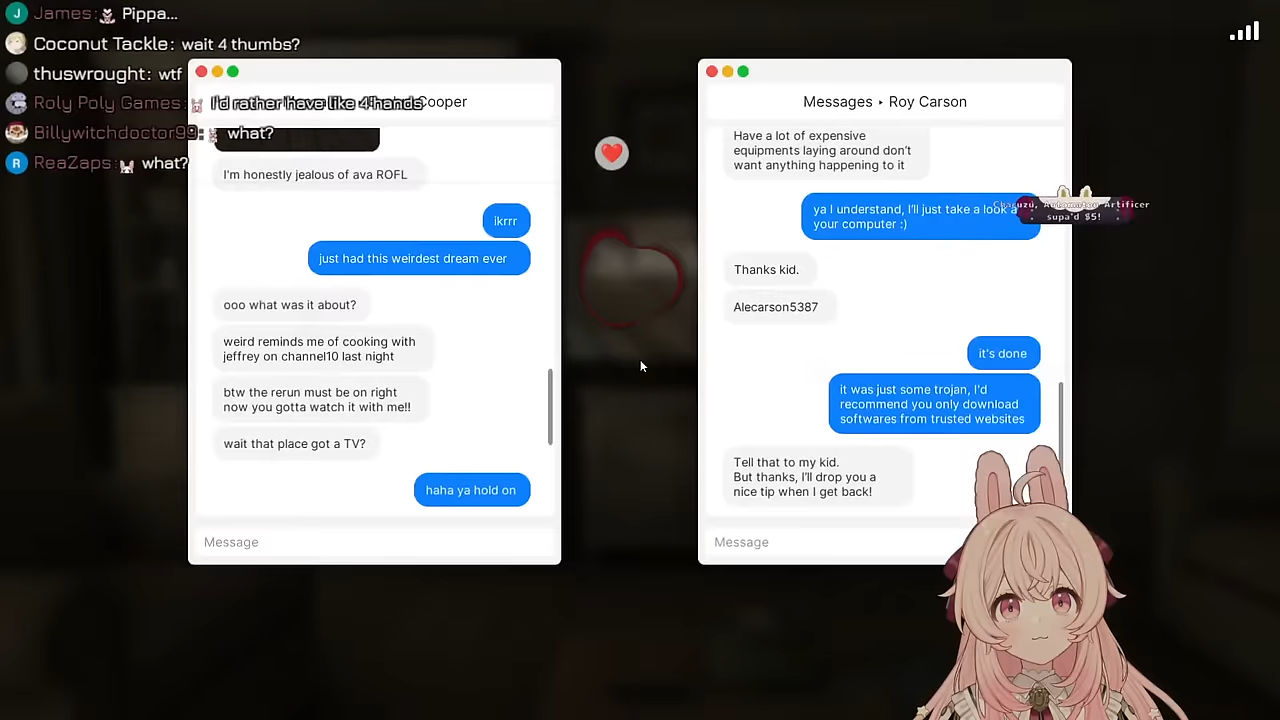 James: Pippa...
Coconut Tackle: wait 4 thumbs?
thuswrought: wtf
Roly Poly Games: I'd rather have like 4 hands
Billywitchdoctor99: what?
ReaZaps: what?
Cooper
I'm honestly jealous of ava ROFL
ikrrr
just had this weirdest dream ever
ooo what was it about?
weird reminds me of cooking with
jeffrey on channel10 last night
btw the rerun must be on right
now you gotta watch it with me!!
wait that place got a TV?
haha ya hold on
Message
Messages ‣ Roy Carson
Have a lot of expensive
equipments laying around don't
want anything happening to it
ya I understand, I'll just take a look a
your computer :)
Thanks kid.
Alecarson5387
it's done
it was just some trojan, I'd
recommend you only download
softwares from trusted websites
Tell that to my kid.
But thanks, I'll drop you a
nice tip when I get back!
Message
Artificer
supa'd $5!